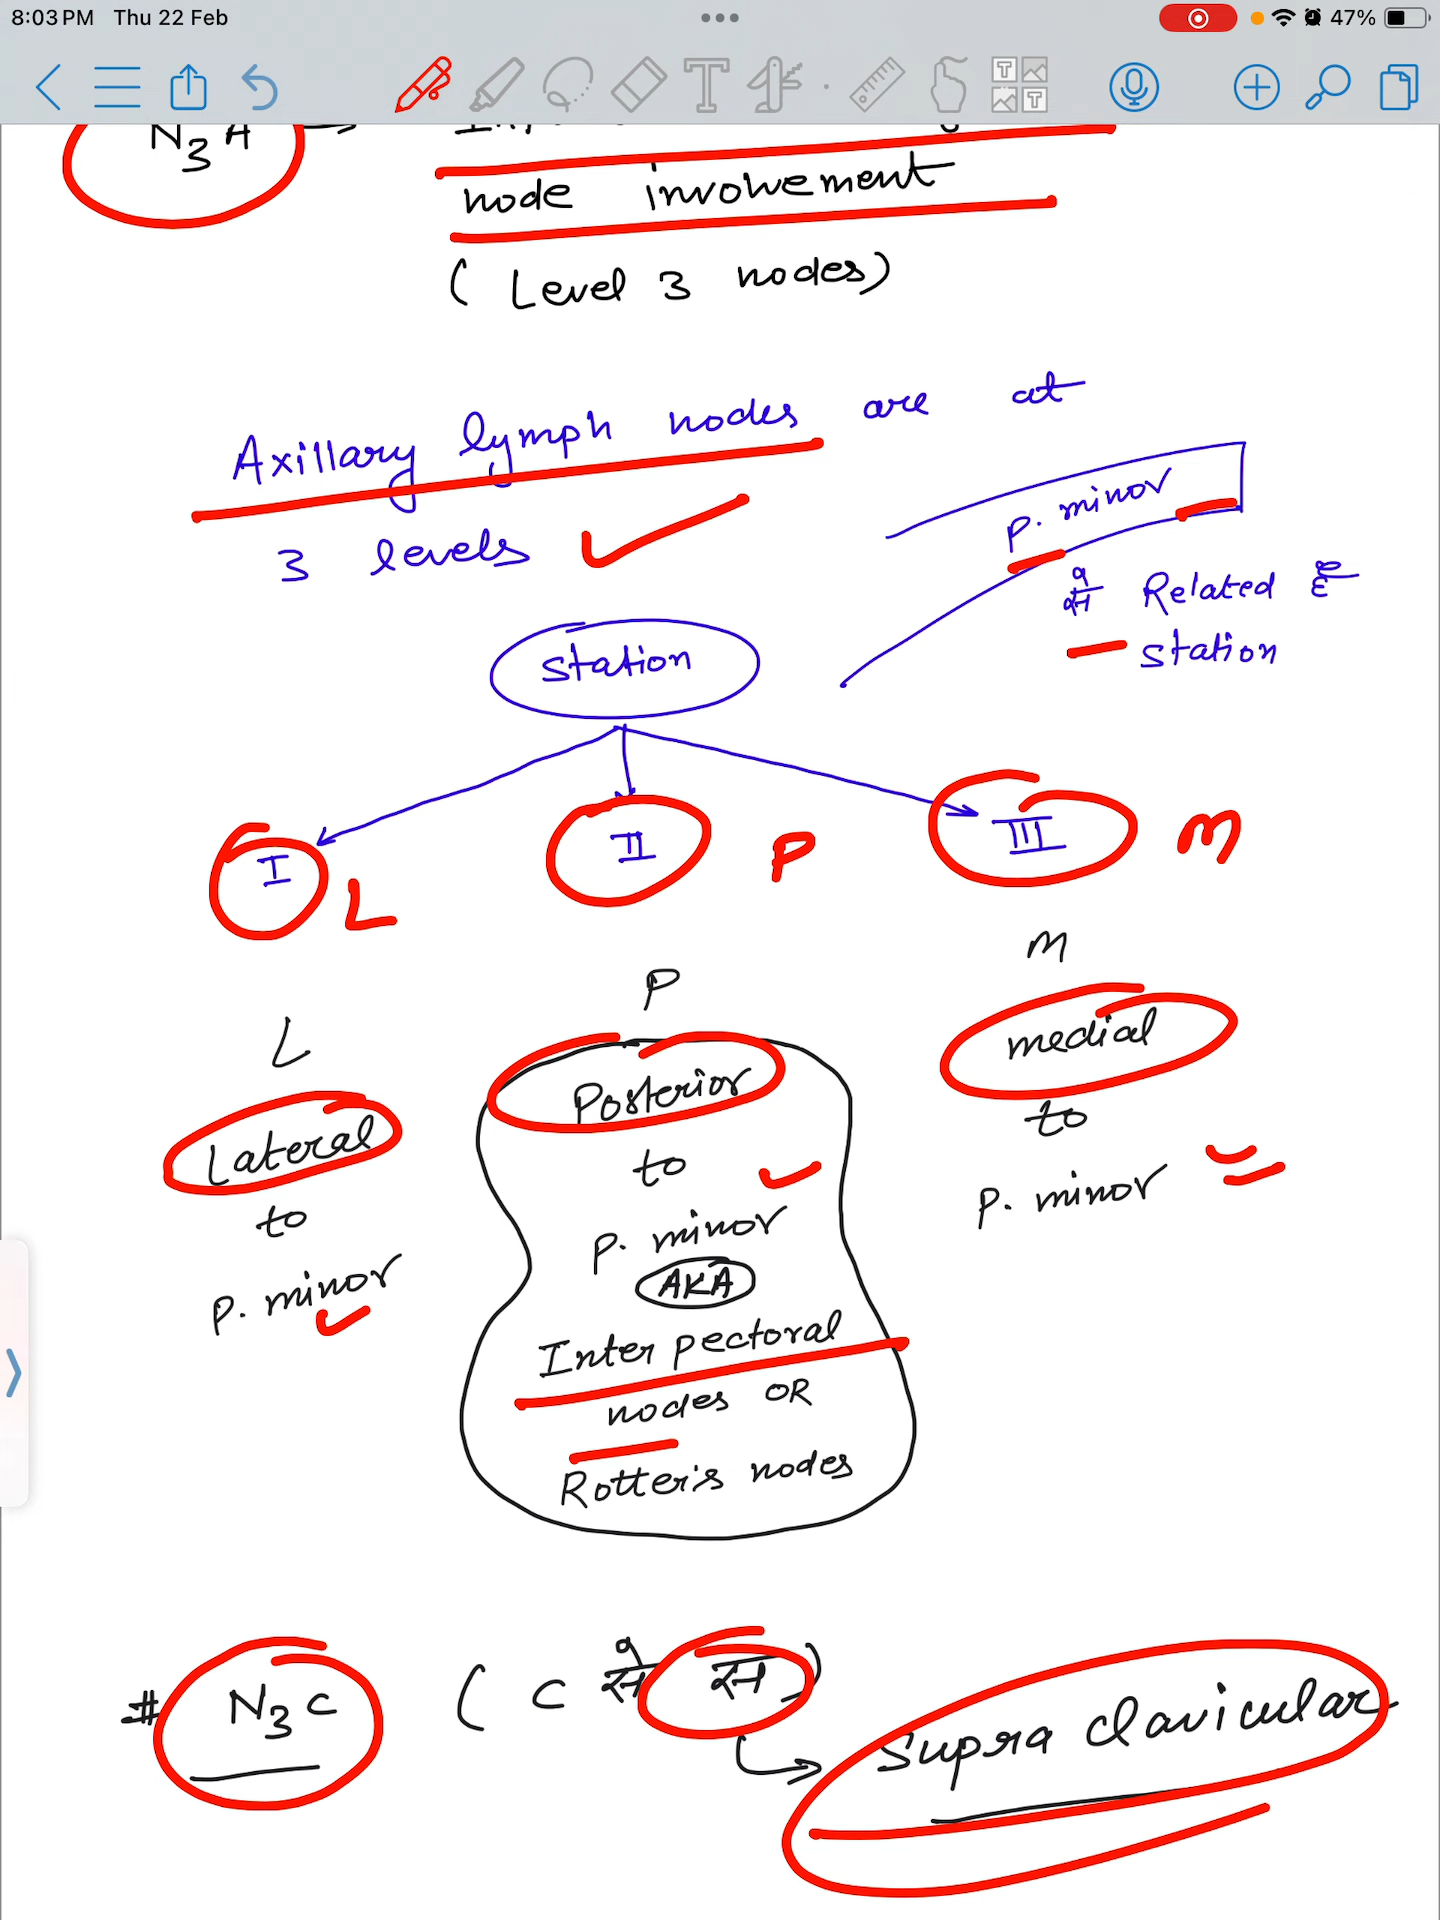 8:03 PM Thu 22 Feb
47%
N3A →
node involvement
( Level 3 nodes)
Axillary lymph nodes are at
3 levels
P. minor
Related
station
station
I
II
III
L
P
M
L
P
M
Lateral
to
P. minor
Posterior
to
P. minor
AKA
Inter pectoral
nodes OR
Rotter's nodes
medial
to
P. minor
# N3C ( C
Supra clavicular